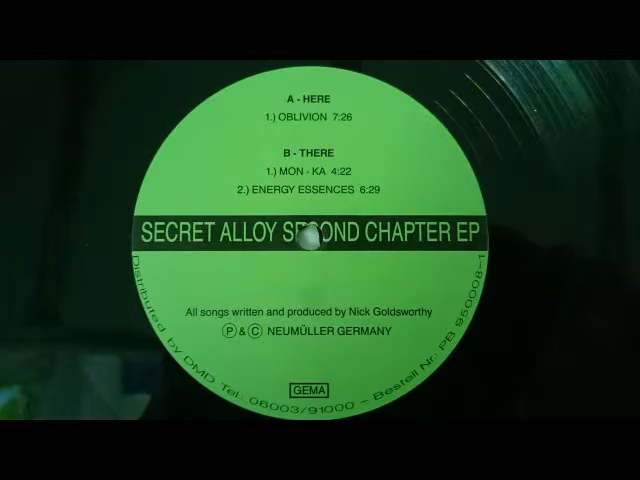 A - HERE
1.) OBLIVION 7:26
B - THERE
1.) MON - KA 4:22
2.) ENERGY ESSENCES 6:29
SECRET ALLOY SECOND CHAPTER EP
All songs written and produced by Nick Goldsworthy
Ⓟ & Ⓒ NEUMÜLLER GERMANY
GEMA
Distributed by DMD Tel.: 06003/91000 – Bestell Nr.: PB 950008-1